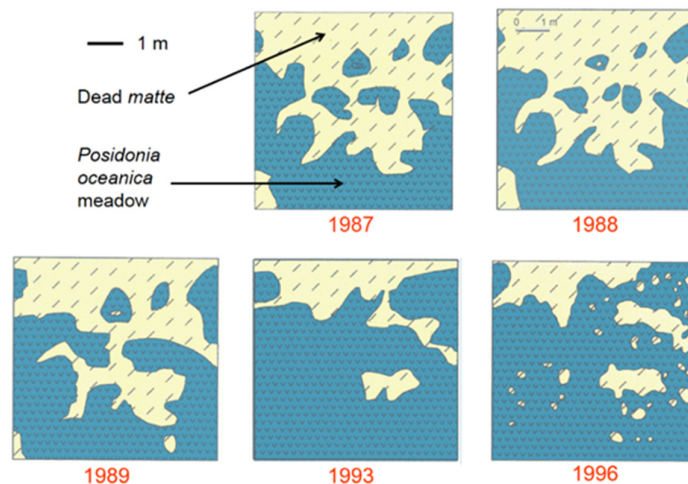 1 m
0 1 m
Dead matte
Posidonia
oceanica
meadow
1987
1988
1989
1993
1996